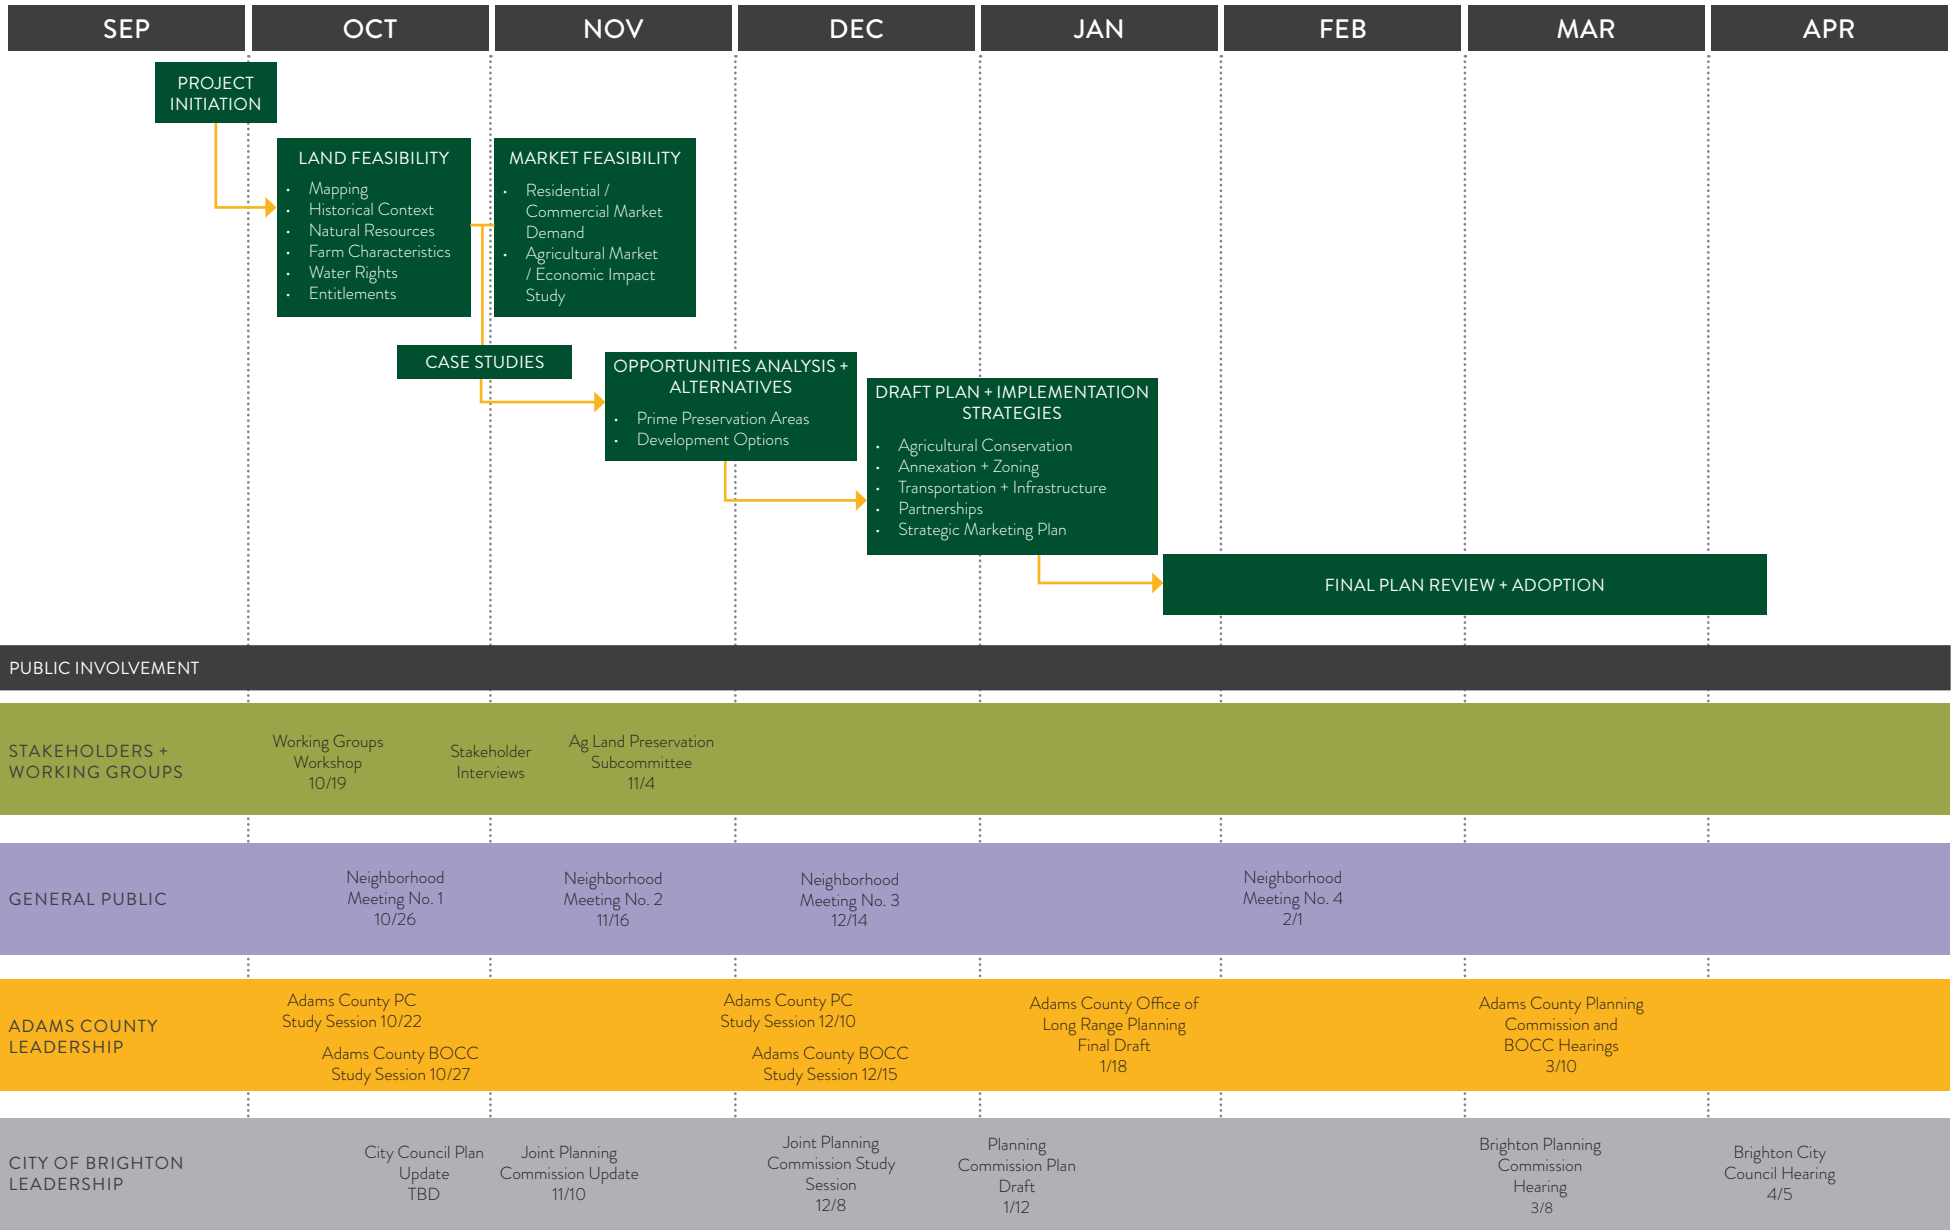 SEP
OCT
NOV
DEC
JAN
FEB
MAR
APR
PROJECT
INITIATION
LAND FEASIBILITY
• Mapping
• Historical Context
• Natural Resources
• Farm Characteristics
• Water Rights
• Entitlements
MARKET FEASIBILITY
• Residential /
Commercial Market
Demand
• Agricultural Market
/ Economic Impact
Study
CASE STUDIES
OPPORTUNITIES ANALYSIS +
ALTERNATIVES
• Prime Preservation Areas
• Development Options
DRAFT PLAN + IMPLEMENTATION
STRATEGIES
• Agricultural Conservation
• Annexation + Zoning
• Transportation + Infrastructure
• Partnerships
• Strategic Marketing Plan
FINAL PLAN REVIEW + ADOPTION
PUBLIC INVOLVEMENT
STAKEHOLDERS +
WORKING GROUPS
Working Groups
Workshop
10/19
Stakeholder
Interviews
Ag Land Preservation
Subcommittee
11/4
GENERAL PUBLIC
Neighborhood
Meeting No. 1
10/26
Neighborhood
Meeting No. 2
11/16
Neighborhood
Meeting No. 3
12/14
Neighborhood
Meeting No. 4
2/1
ADAMS COUNTY
LEADERSHIP
Adams County PC
Study Session 10/22
Adams County BOCC
Study Session 10/27
Adams County PC
Study Session 12/10
Adams County BOCC
Study Session 12/15
Adams County Office of
Long Range Planning
Final Draft
1/18
Adams County Planning
Commission and
BOCC Hearings
3/10
CITY OF BRIGHTON
LEADERSHIP
City Council Plan
Update
TBD
Joint Planning
Commission Update
11/10
Joint Planning
Commission Study
Session
12/8
Planning
Commission Plan
Draft
1/12
Brighton Planning
Commission
Hearing
3/8
Brighton City
Council Hearing
4/5